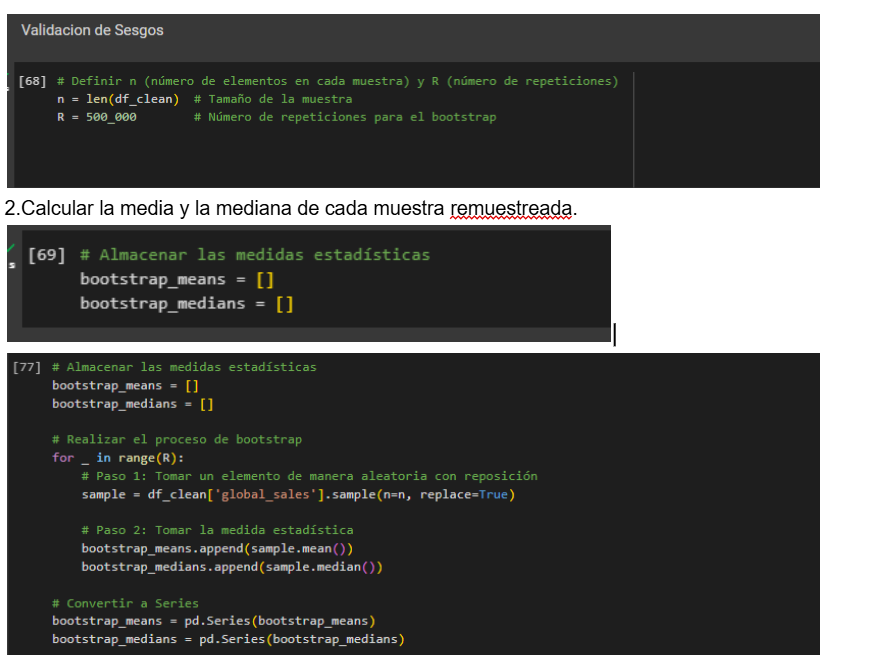 Validacion de Sesgos
[68] # Definir n (número de elementos en cada muestra) y R (número de repeticiones)
n = len(df_clean)  # Tamaño de la muestra
R = 500_000        # Número de repeticiones para el bootstrap
2.Calcular la media y la mediana de cada muestra remuestreada.
s
[69] # Almacenar las medidas estadísticas
bootstrap_means = []
bootstrap_medians = []
[77] # Almacenar las medidas estadísticas
bootstrap_means = []
bootstrap_medians = []
# Realizar el proceso de bootstrap
for _ in range(R):
    # Paso 1: Tomar un elemento de manera aleatoria con reposición
    sample = df_clean['global_sales'].sample(n=n, replace=True)
    # Paso 2: Tomar la medida estadística
    bootstrap_means.append(sample.mean())
    bootstrap_medians.append(sample.median())
# Convertir a Series
bootstrap_means = pd.Series(bootstrap_means)
bootstrap_medians = pd.Series(bootstrap_medians)